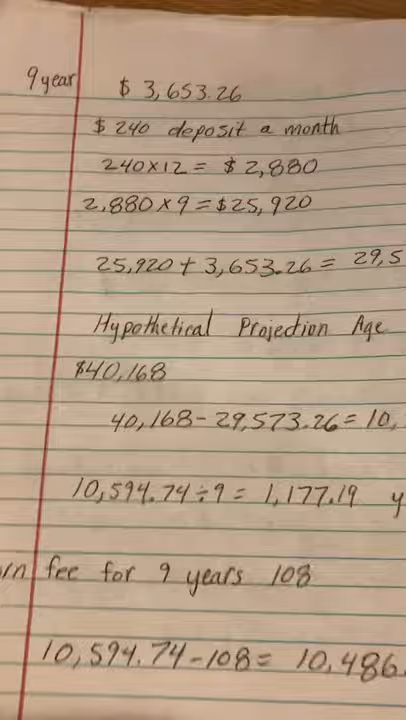 9 year $ 3,653.26
$ 240 deposit a month
240x12 = $ 2,880
2,880 x 9 = $25,920
25,920 + 3,653.26 = 29,5
Hypothetical Projection Age
$40,168
40,168 - 29,573.26 = 10,
10,594.74 ÷ 9 = 1,177.19 y
rn fee for 9 years 108
10,594.74 - 108 = 10,486.